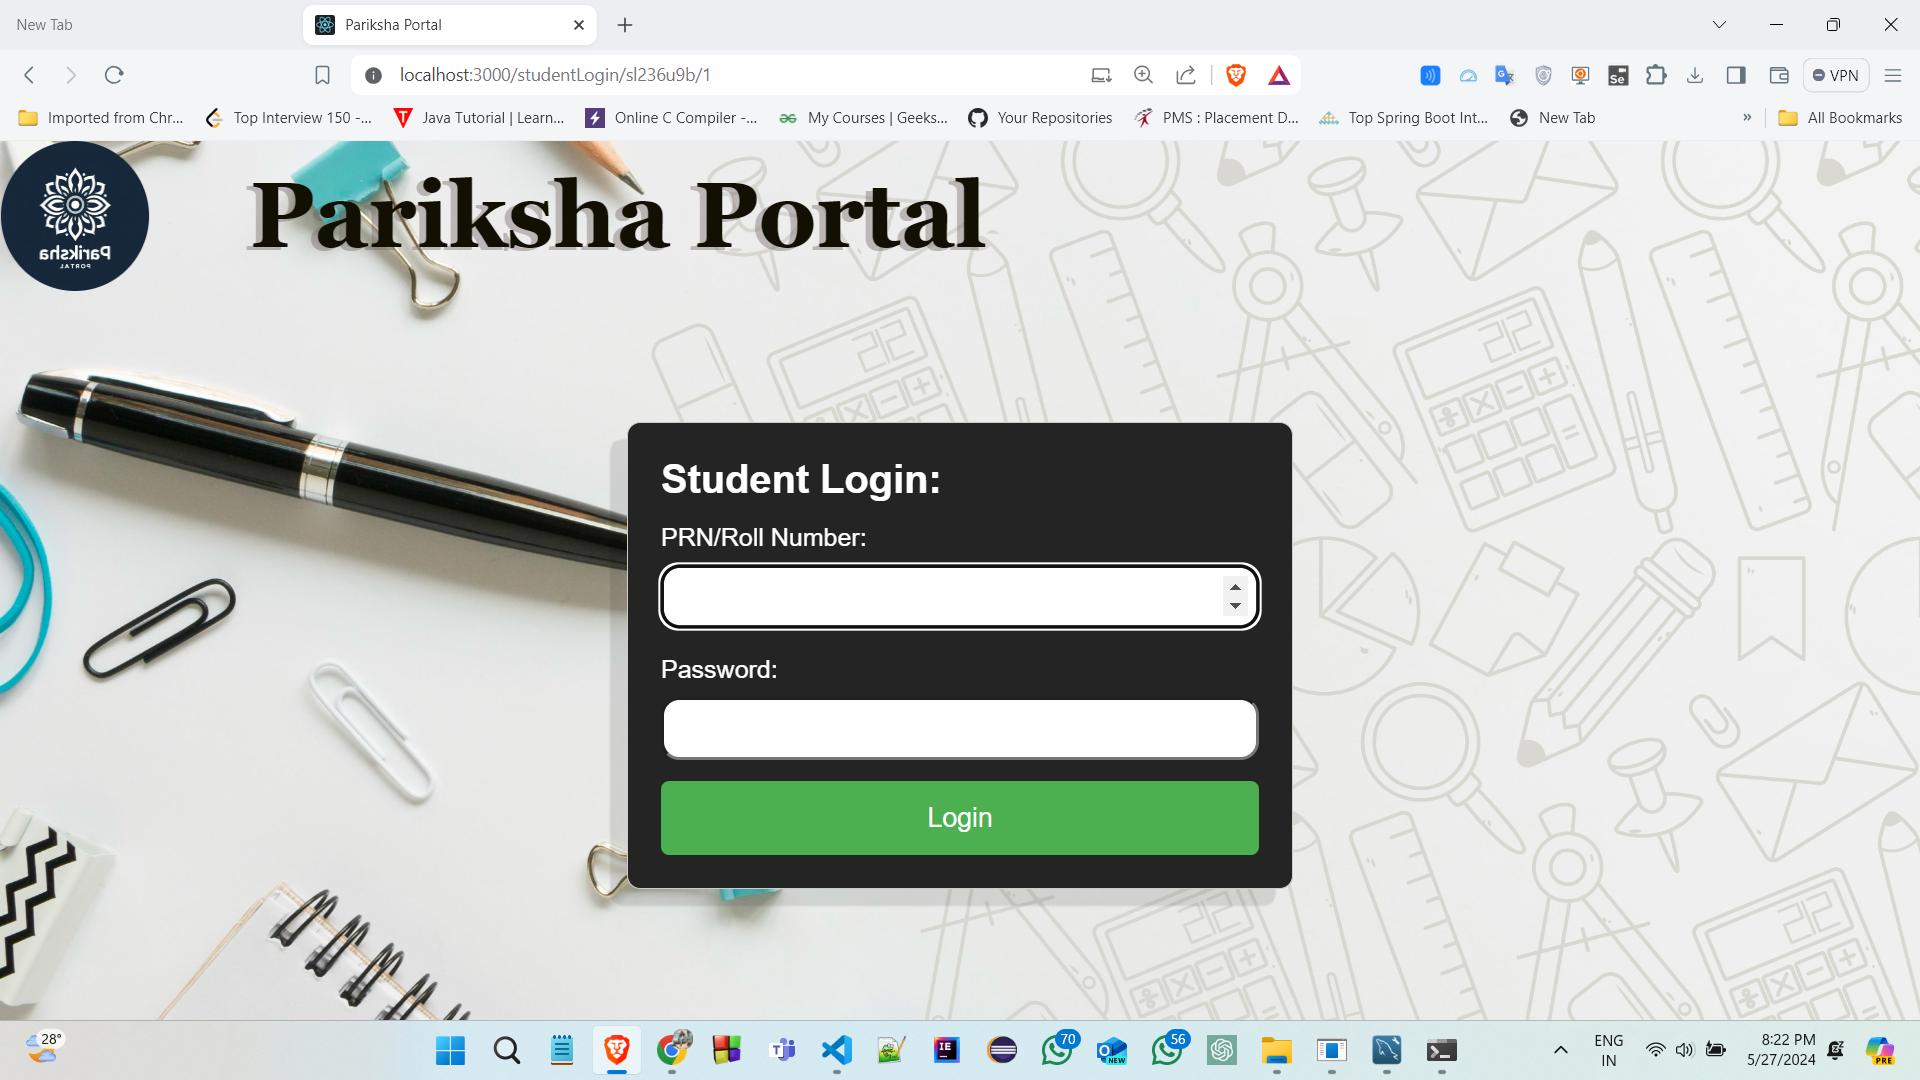 New Tab
Pariksha Portal
localhost:3000/studentLogin/sl236u9b/1
Se
VPN
Imported from Chr...
Top Interview 150 -...
Java Tutorial | Learn...
Online C Compiler -...
My Courses | Geeks...
Your Repositories
PMS : Placement D...
Top Spring Boot Int...
New Tab
»
All Bookmarks
Pariksha
PORTAL
Pariksha Portal
Student Login:
PRN/Roll Number:
Password:
Login
28°
70
NEW
56
ENG
IN
8:22 PM
5/27/2024
PRE